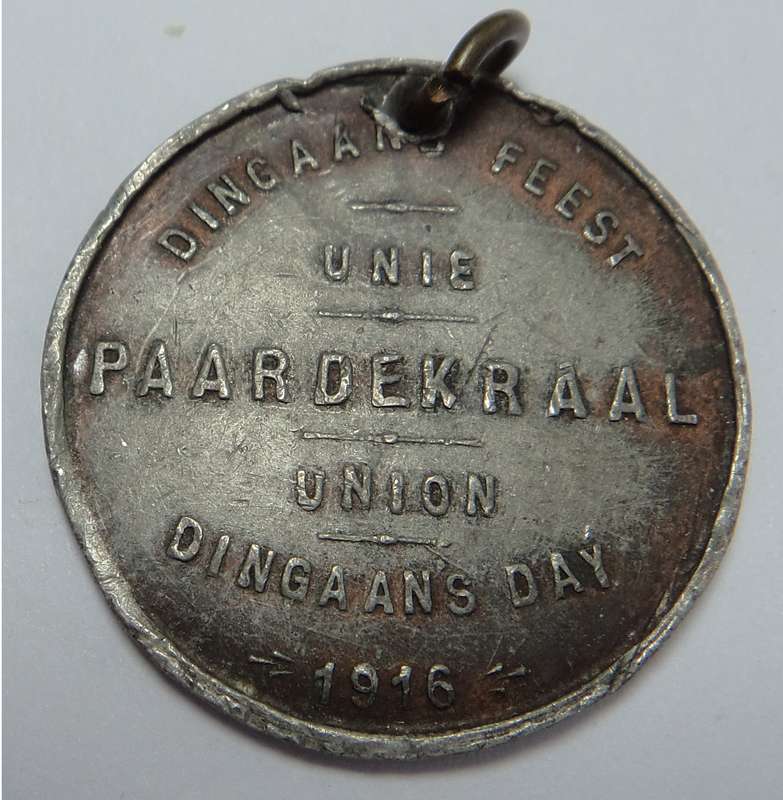 DINGAANS FEEST
UNIE
PAARDEKRAAL
UNION
DINGAANS DAY
1916